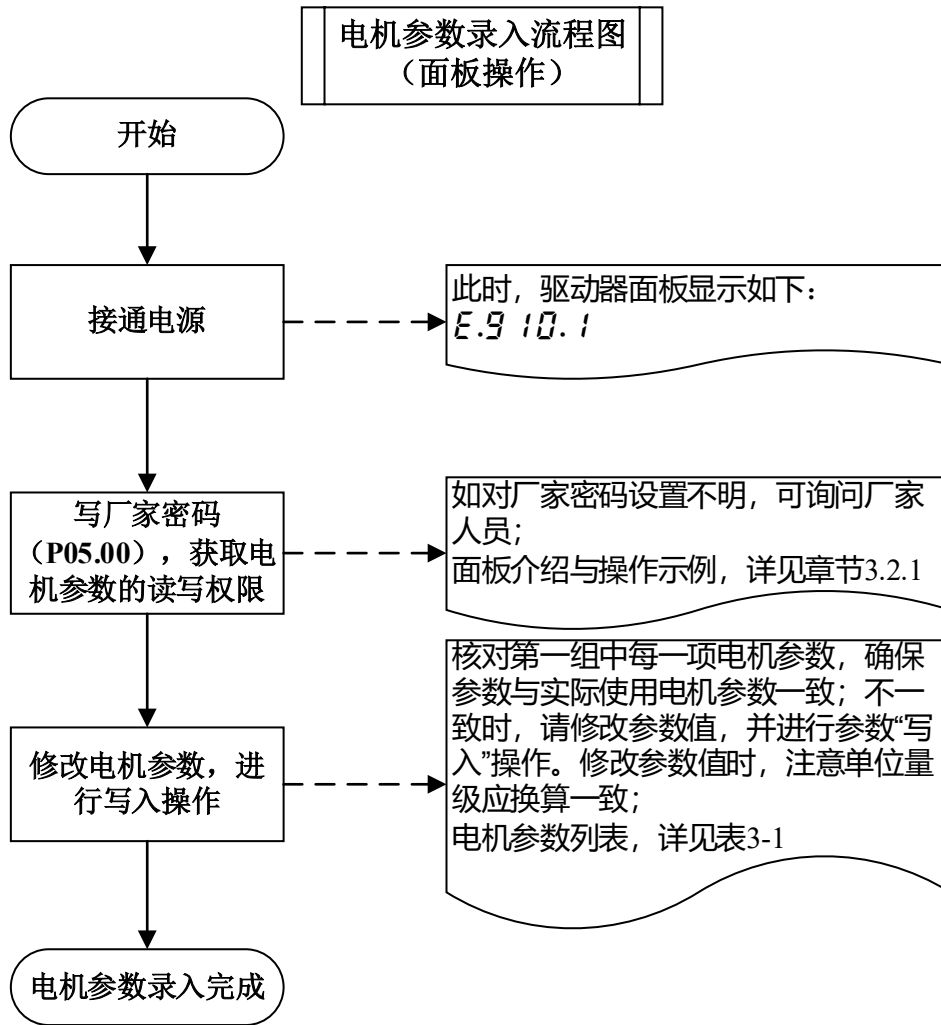 电机参数录入流程图
（面板操作）
开始
接通电源
此时，驱动器面板显示如下：
E.910.1
写厂家密码
（P05.00），获取电
机参数的读写权限
如对厂家密码设置不明，可询问厂家
人员；
面板介绍与操作示例，详见章节3.2.1
修改电机参数，进
行写入操作
核对第一组中每一项电机参数，确保
参数与实际使用电机参数一致；不一
致时，请修改参数值，并进行参数“写
入”操作。修改参数值时，注意单位量
级应换算一致；
电机参数列表，详见表3-1
电机参数录入完成